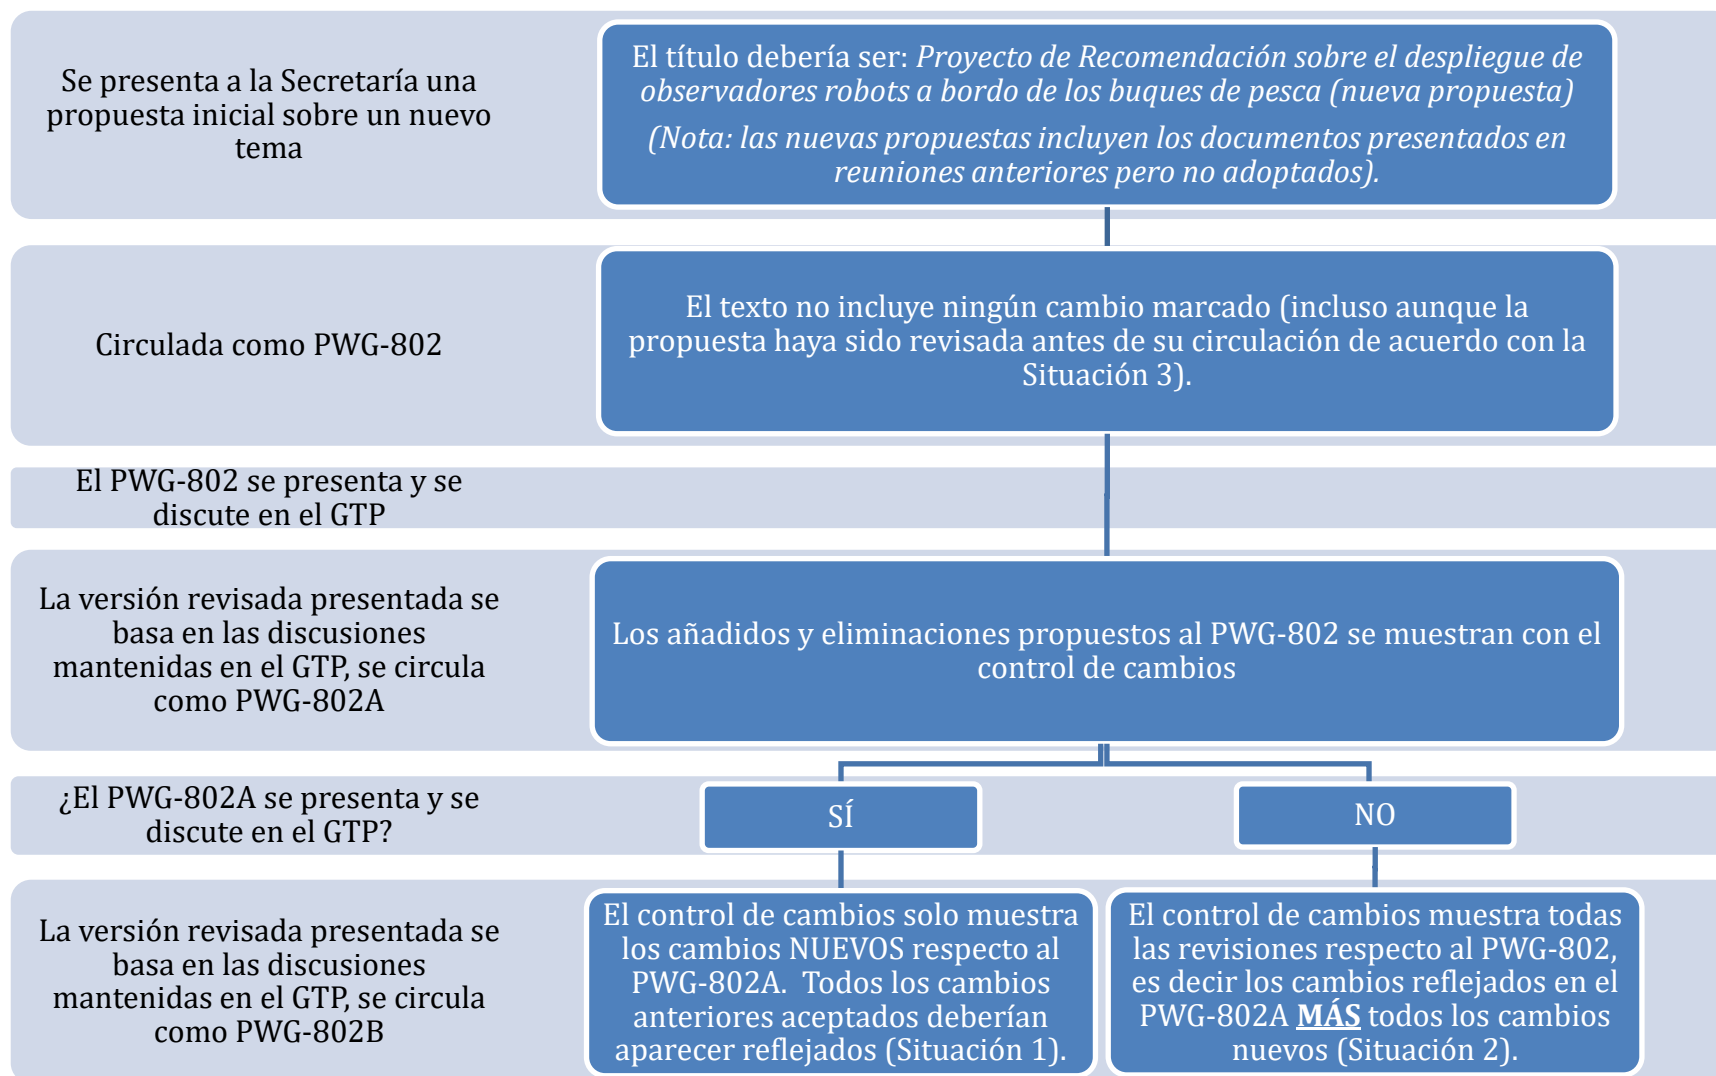 Se presenta a la Secretaría una
propuesta inicial sobre un nuevo
tema
El título debería ser: Proyecto de Recomendación sobre el despliegue de
observadores robots a bordo de los buques de pesca (nueva propuesta)
(Nota: las nuevas propuestas incluyen los documentos presentados en
reuniones anteriores pero no adoptados).
Circulada como PWG-802
El texto no incluye ningún cambio marcado (incluso aunque la
propuesta haya sido revisada antes de su circulación de acuerdo con la
Situación 3).
El PWG-802 se presenta y se
discute en el GTP
La versión revisada presentada se
basa en las discusiones
mantenidas en el GTP, se circula
como PWG-802A
Los añadidos y eliminaciones propuestos al PWG-802 se muestran con el
control de cambios
¿El PWG-802A se presenta y se
discute en el GTP?
SÍ
NO
La versión revisada presentada se
basa en las discusiones
mantenidas en el GTP, se circula
como PWG-802B
El control de cambios solo muestra
los cambios NUEVOS respecto al
PWG-802A.  Todos los cambios
anteriores aceptados deberían
aparecer reflejados (Situación 1).
El control de cambios muestra todas
las revisiones respecto al PWG-802,
es decir los cambios reflejados en el
PWG-802A MÁS todos los cambios
nuevos (Situación 2).